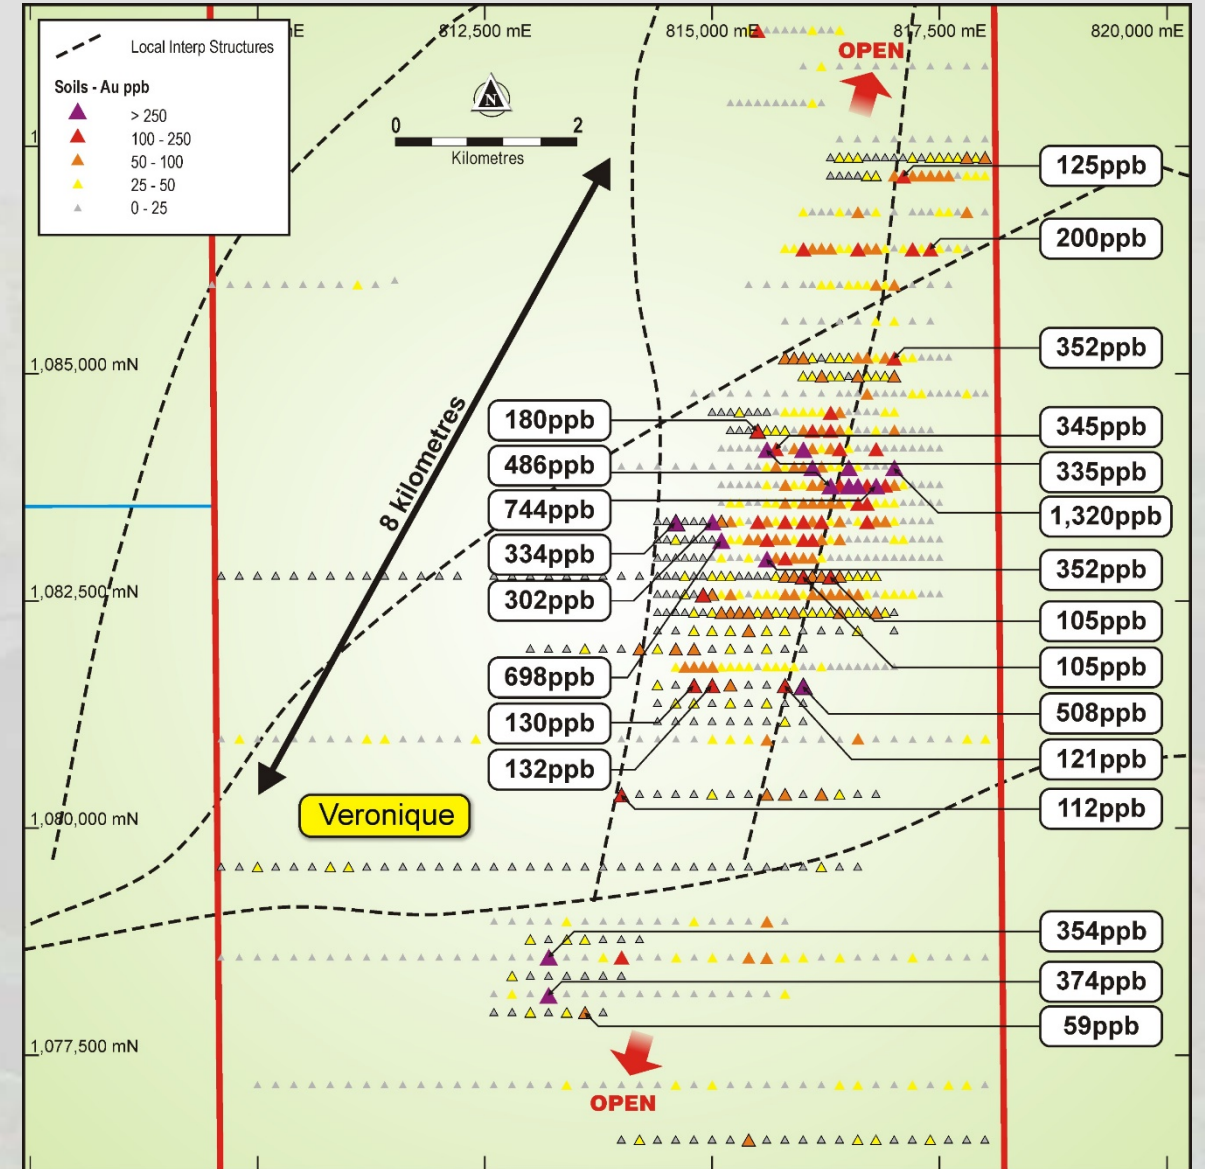 Local Interp Structures
Soils - Au ppb
> 250
100 - 250
50 - 100
25 - 50
0 - 25
mE
812,500 mE
815,000 mE
817,500 mE
820,000 mE
OPEN
N
0
2
Kilometres
1
125ppb
200ppb
1,085,000 mN
352ppb
8 kilometres
180ppb
345ppb
486ppb
335ppb
744ppb
1,320ppb
334ppb
352ppb
1,082,500 mN
302ppb
105ppb
105ppb
698ppb
508ppb
130ppb
121ppb
132ppb
112ppb
Veronique
1,080,000 mN
354ppb
374ppb
59ppb
1,077,500 mN
OPEN